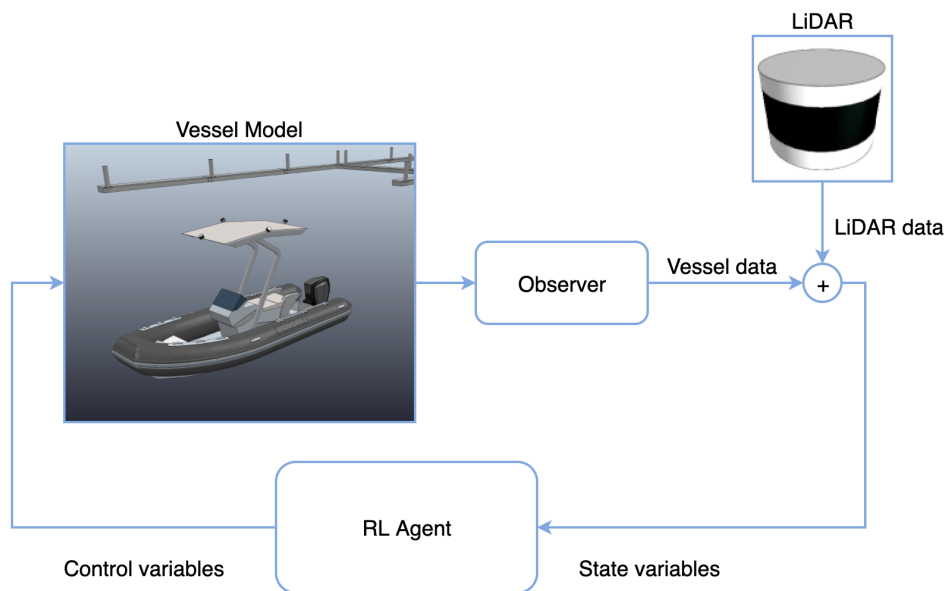 LiDAR
Vessel Model
LiDAR data
Vessel data
Observer
+
RL Agent
Control variables
State variables